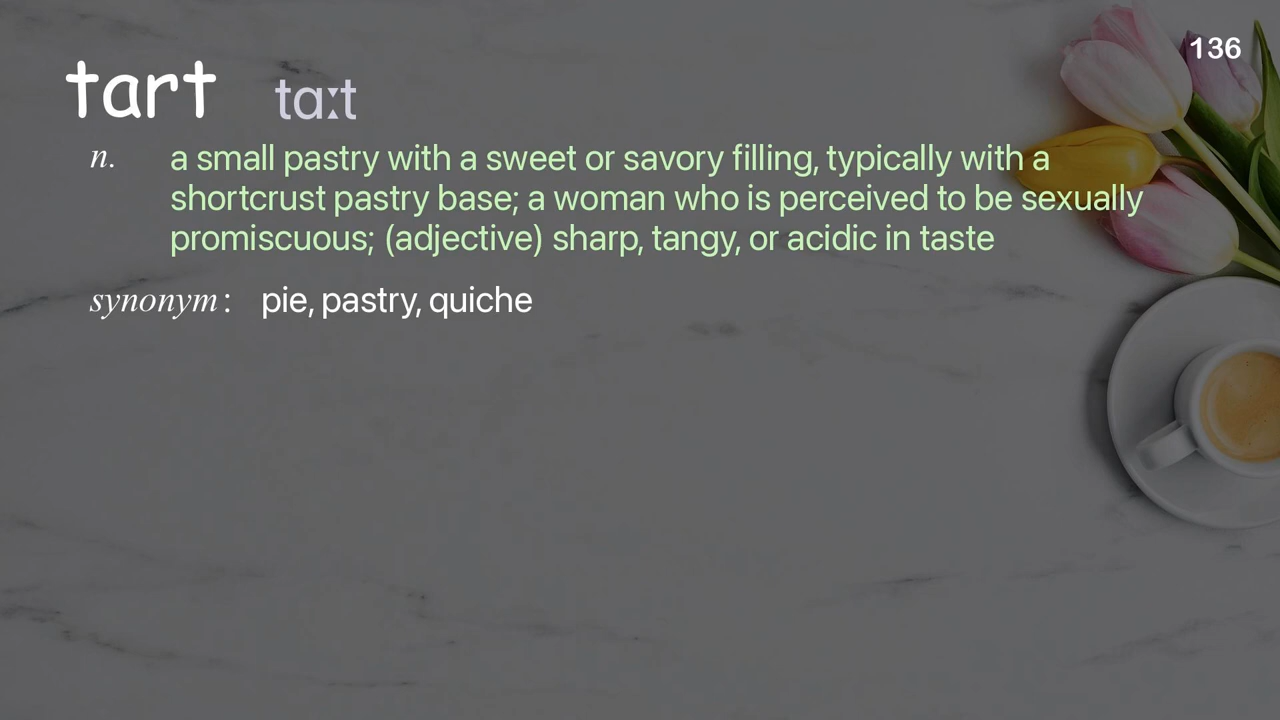 136
tart tɑːt
n. a small pastry with a sweet or savory filling, typically with a
shortcrust pastry base; a woman who is perceived to be sexually
promiscuous; (adjective) sharp, tangy, or acidic in taste
synonym: pie, pastry, quiche